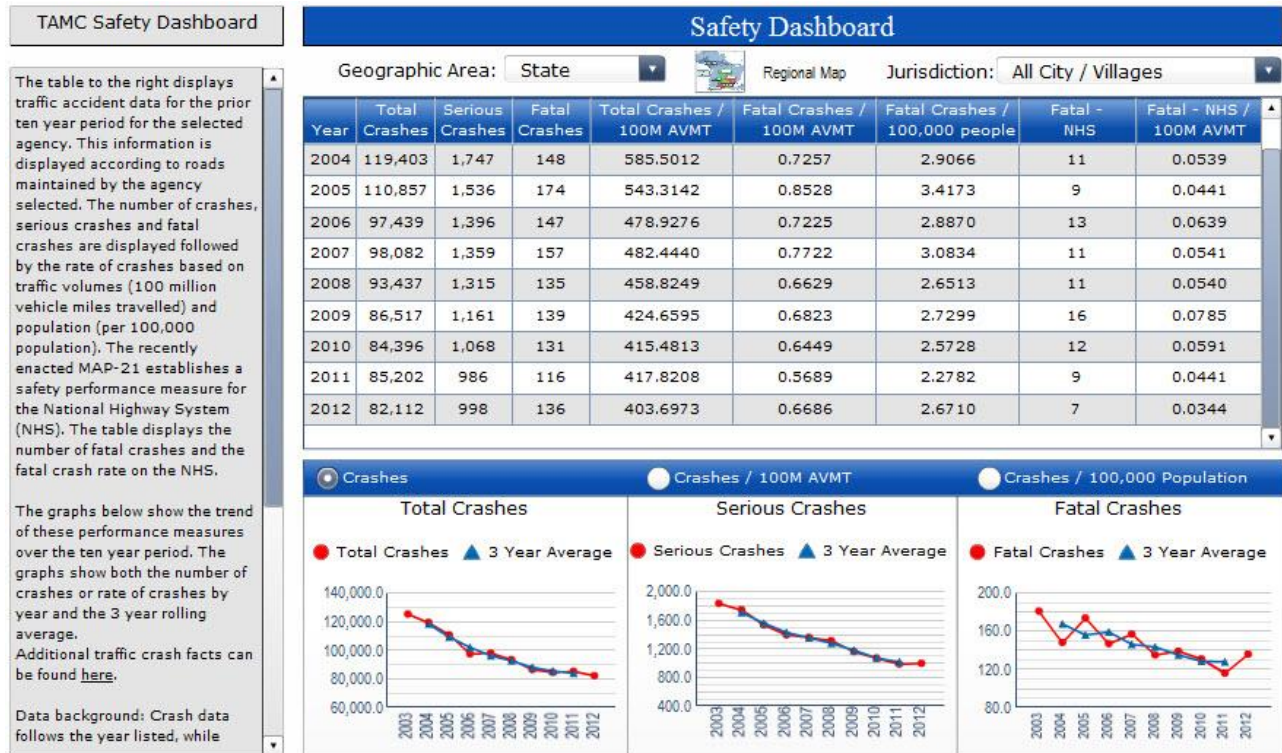 TAMC Safety Dashboard
The table to the right displays
traffic accident data for the prior
ten year period for the selected
agency. This information is
displayed according to roads
maintained by the agency
selected. The number of crashes,
serious crashes and fatal
crashes are displayed followed
by the rate of crashes based on
traffic volumes (100 million
vehicle miles travelled) and
population (per 100,000
population). The recently
enacted MAP-21 establishes a
safety performance measure for
the National Highway System
(NHS). The table displays the
number of fatal crashes and the
fatal crash rate on the NHS.
The graphs below show the trend
of these performance measures
over the ten year period. The
graphs show both the number of
crashes or rate of crashes by
year and the 3 year rolling
average.
Additional traffic crash facts can
be found here.
Data background: Crash data
follows the year listed, while
Safety Dashboard
Geographic Area: State Regional Map Jurisdiction: All City / Villages
Year Total Crashes Serious Crashes Fatal Crashes Total Crashes / 100M AVMT Fatal Crashes / 100M AVMT Fatal Crashes / 100,000 people Fatal - NHS Fatal - NHS / 100M AVMT
2004 119,403 1,747 148 585.5012 0.7257 2.9066 11 0.0539
2005 110,857 1,536 174 543.3142 0.8528 3.4173 9 0.0441
2006 97,439 1,396 147 478.9276 0.7225 2.8870 13 0.0639
2007 98,082 1,359 157 482.4440 0.7722 3.0834 11 0.0541
2008 93,437 1,315 135 458.8249 0.6629 2.6513 11 0.0540
2009 86,517 1,161 139 424.6595 0.6823 2.7299 16 0.0785
2010 84,396 1,068 131 415.4813 0.6449 2.5728 12 0.0591
2011 85,202 986 116 417.8208 0.5689 2.2782 9 0.0441
2012 82,112 998 136 403.6973 0.6686 2.6710 7 0.0344
Crashes Crashes / 100M AVMT Crashes / 100,000 Population
Total Crashes
Total Crashes 3 Year Average
140,000.0
120,000.0
100,000.0
80,000.0
60,000.0
2003 2004 2005 2006 2007 2008 2009 2010 2011 2012
Serious Crashes
Serious Crashes 3 Year Average
2,000.0
1,600.0
1,200.0
800.0
400.0
2003 2004 2005 2006 2007 2008 2009 2010 2011 2012
Fatal Crashes
Fatal Crashes 3 Year Average
200.0
160.0
120.0
80.0
2003 2004 2005 2006 2007 2008 2009 2010 2011 2012